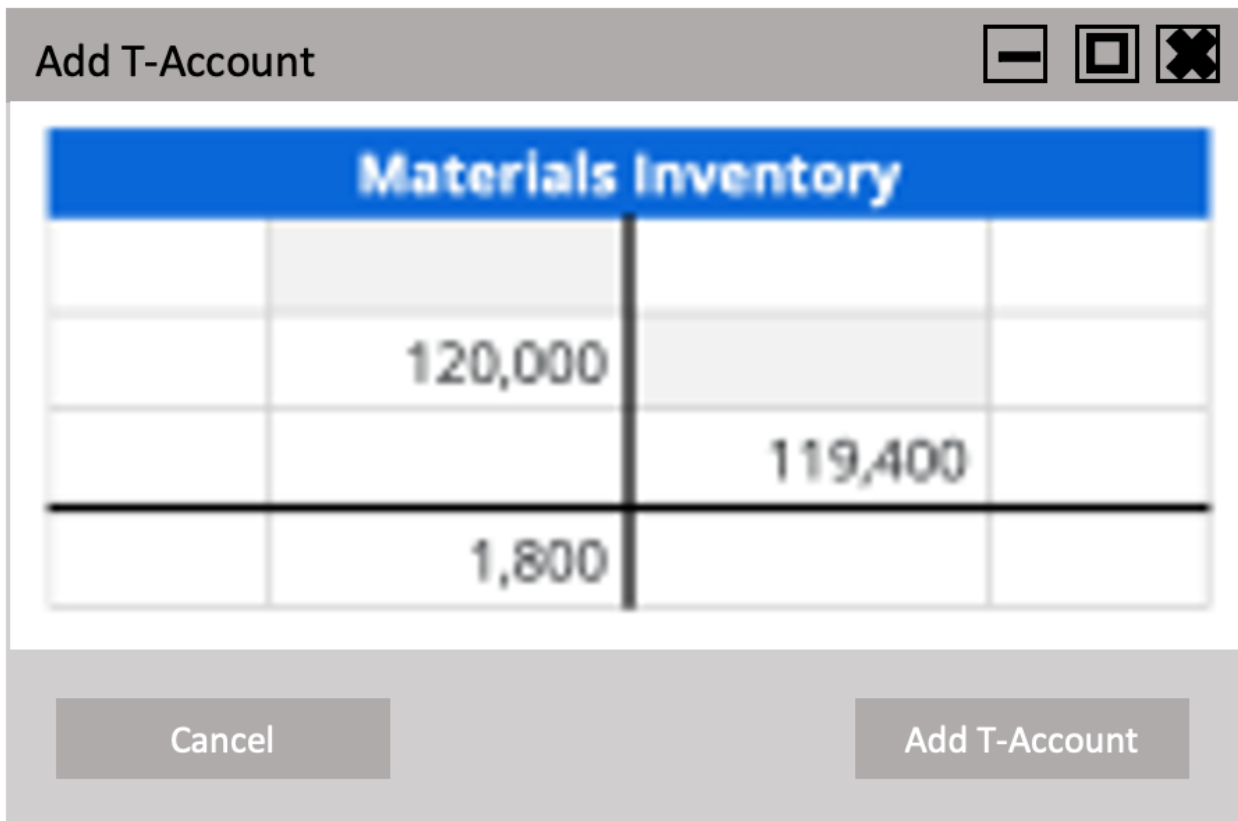 Add T-Account
Materials Inventory
120,000
119,400
1,800
Cancel Add T-Account